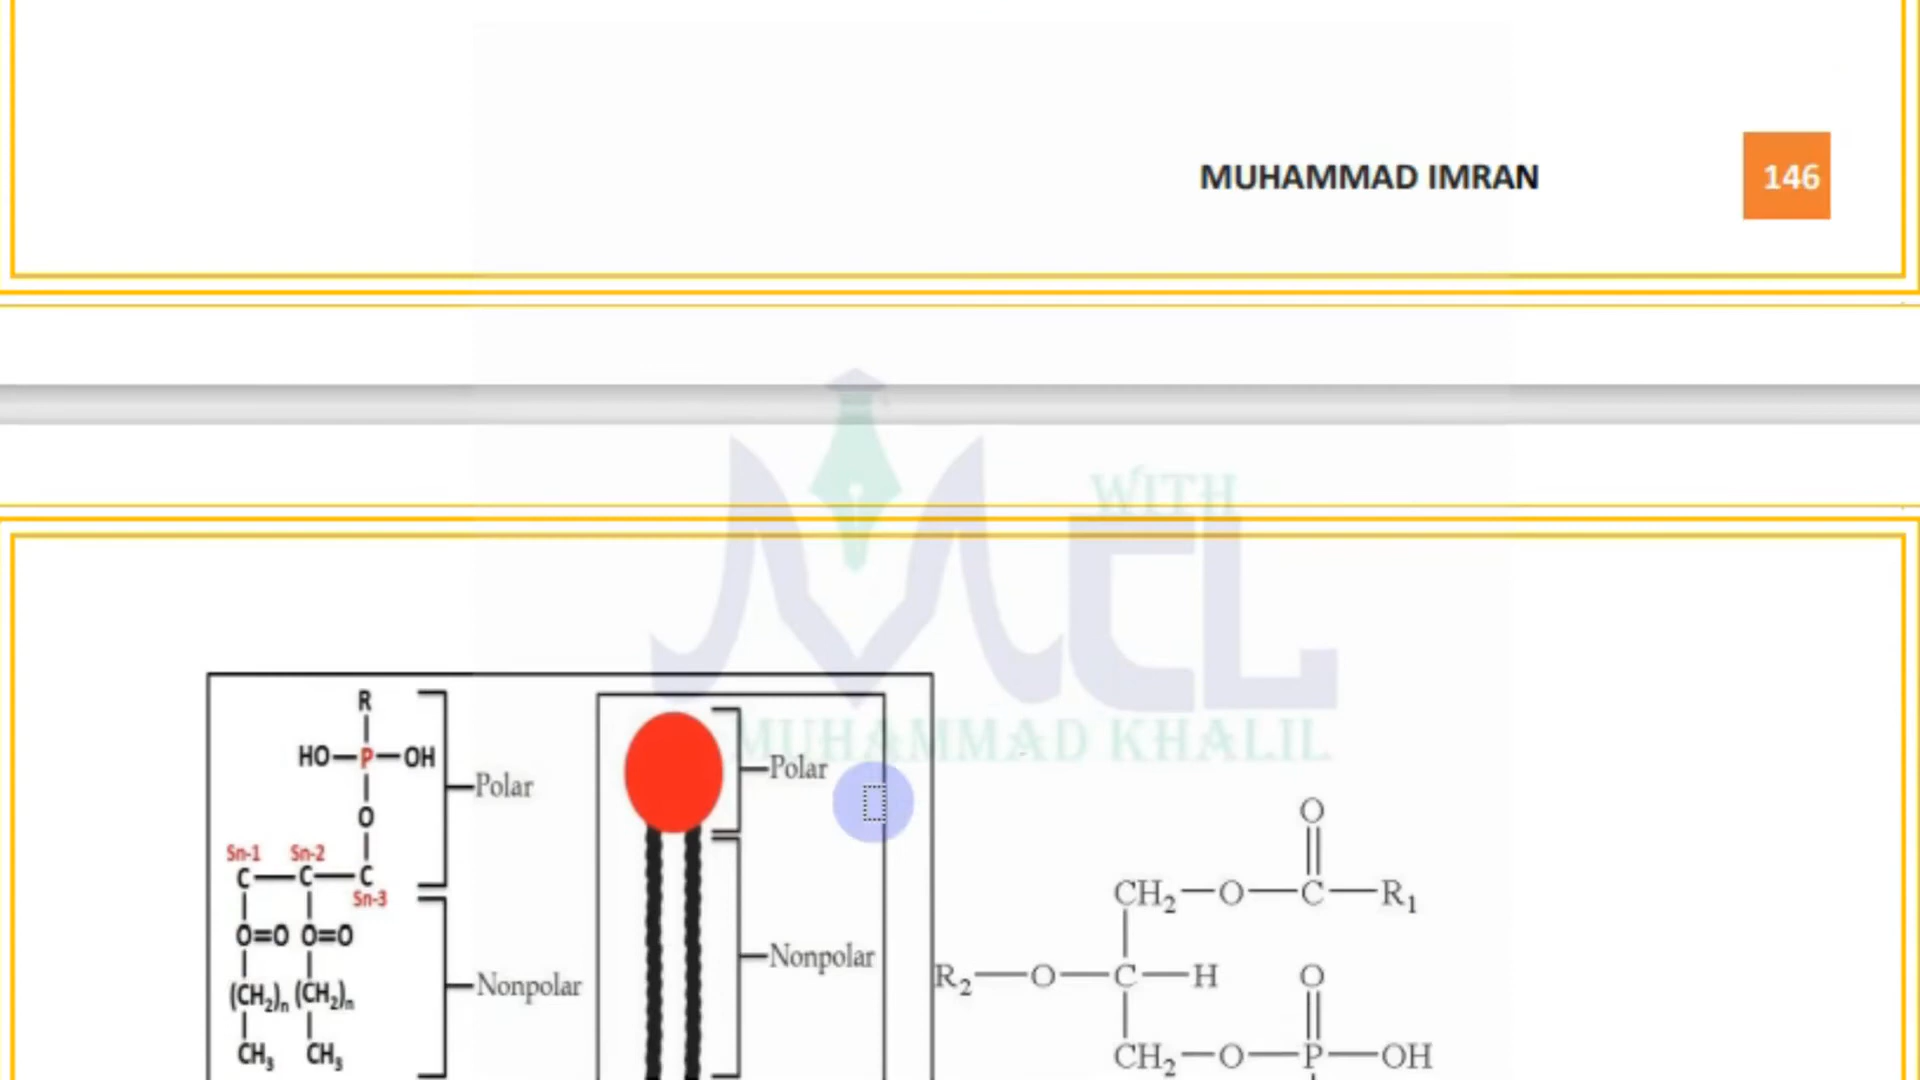 MUHAMMAD IMRAN
146
WITH
MEL
MUHAMMAD KHALIL
R
HO—P—OH
Polar
O
Sn-1 Sn-2
C—C—C
Sn-3
O=O O=O
Nonpolar
(CH₂)ₙ (CH₂)ₙ
CH₃ CH₃
Polar
Nonpolar
O
CH₂—O—C—R₁
R₂—O—C—H
O
CH₂—O—P—OH